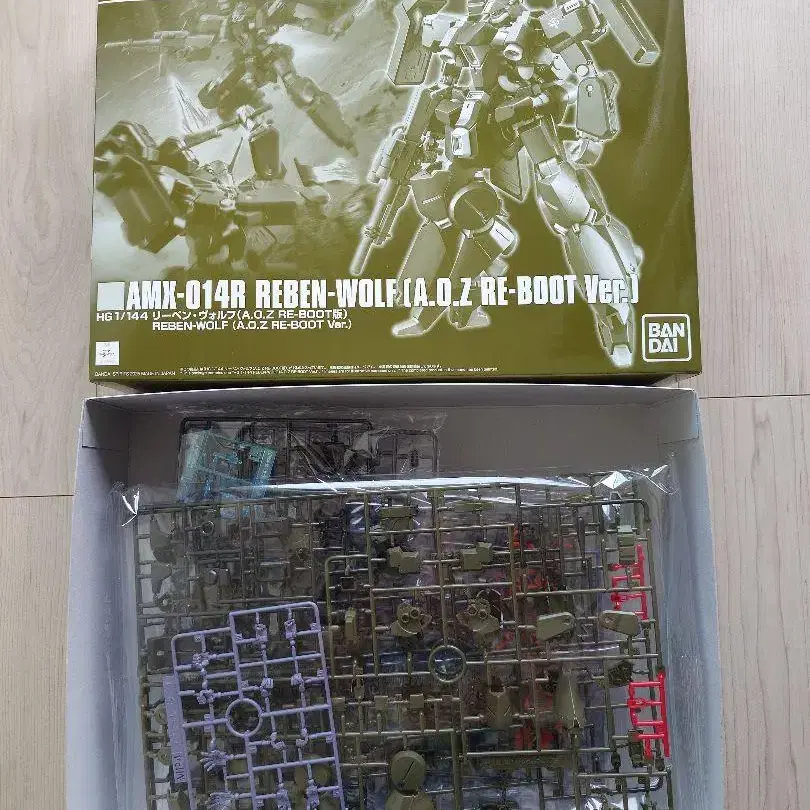 AMX-014R REBEN-WOLF (A.O.Z RE-BOOT Ver.)
HG 1/144 リーベン・ヴォルフ(A.O.Z RE-BOOT版)
REBEN-WOLF (A.O.Z RE-BOOT Ver.)
BAN
DAI